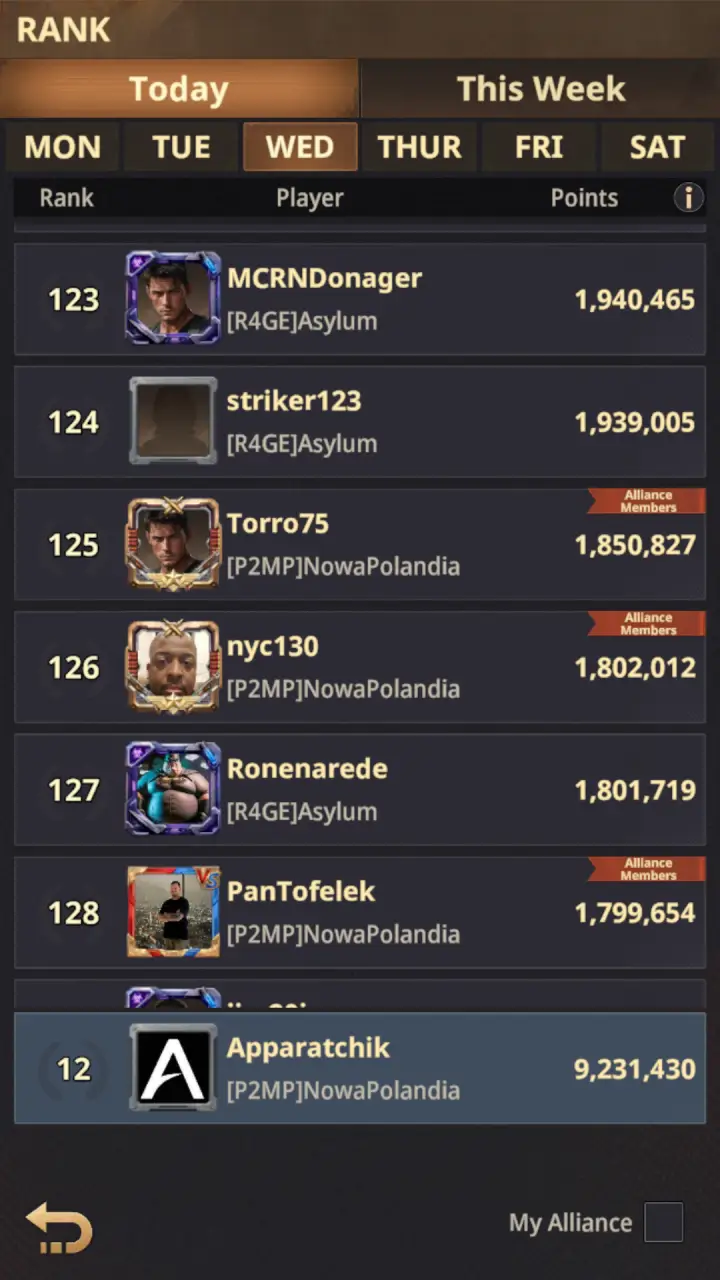 RANK
Today
This Week
MON
TUE
WED
THUR
FRI
SAT
Rank
Player
Points
123
MCRNDonager
[R4GE]Asylum
1,940,465
124
striker123
[R4GE]Asylum
1,939,005
Alliance
Members
125
Torro75
[P2MP]NowaPolandia
1,850,827
Alliance
Members
126
nyc130
[P2MP]NowaPolandia
1,802,012
127
Ronenarede
[R4GE]Asylum
1,801,719
Alliance
Members
128
PanTofelek
[P2MP]NowaPolandia
1,799,654
12
Apparatchik
[P2MP]NowaPolandia
9,231,430
My Alliance